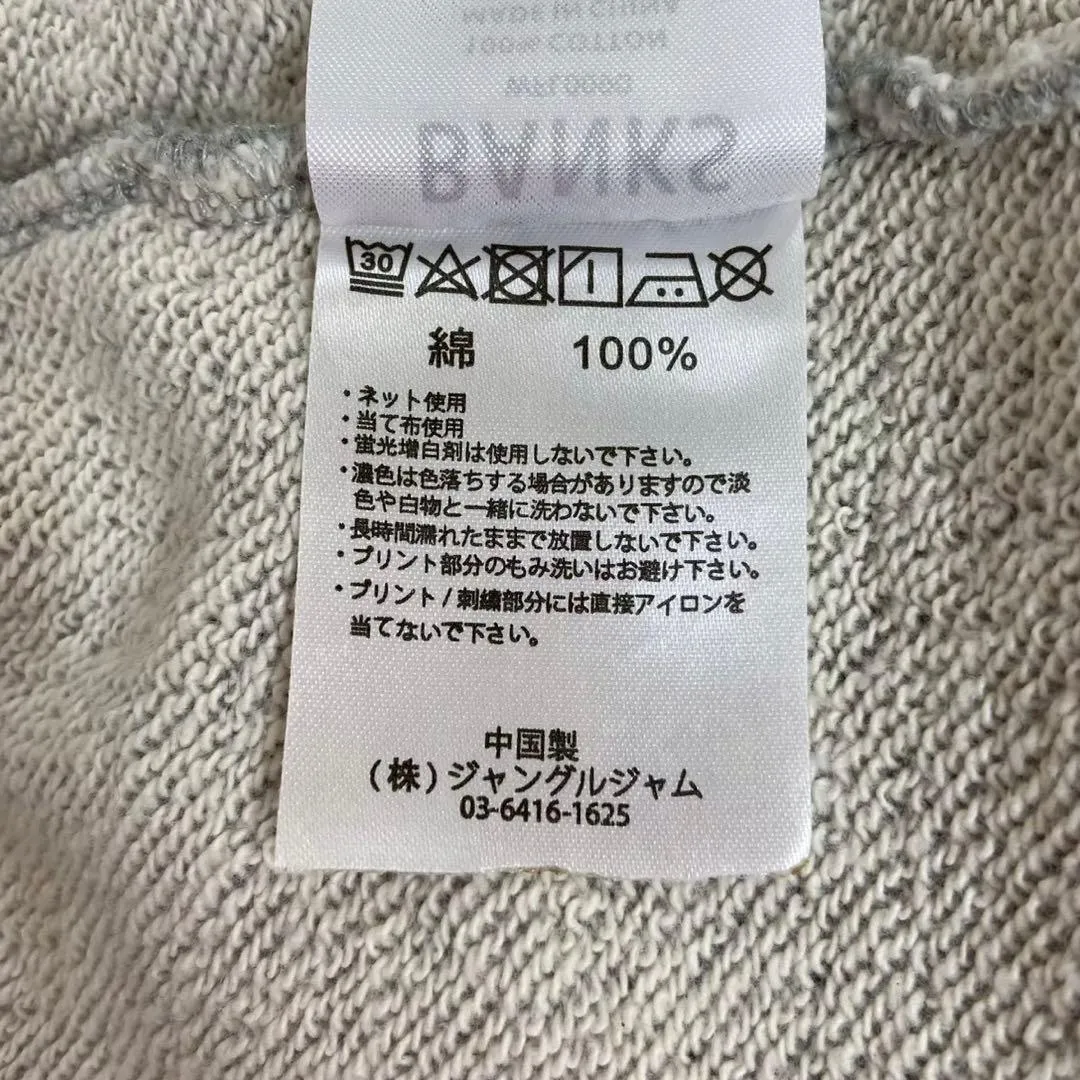 MADE IN CHINA
100% COTTON
BANKS
30
綿 100%
・ネット使用
・当て布使用
・蛍光増白剤は使用しないで下さい。
・濃色は色落ちする場合がありますので淡
色や白物と一緒に洗わないで下さい。
・長時間濡れたままで放置しないで下さい。
・プリント部分のもみ洗いはお避け下さい。
・プリント / 刺繍部分には直接アイロンを
当てないで下さい。
中国製
(株) ジャングルジャム
03-6416-1625